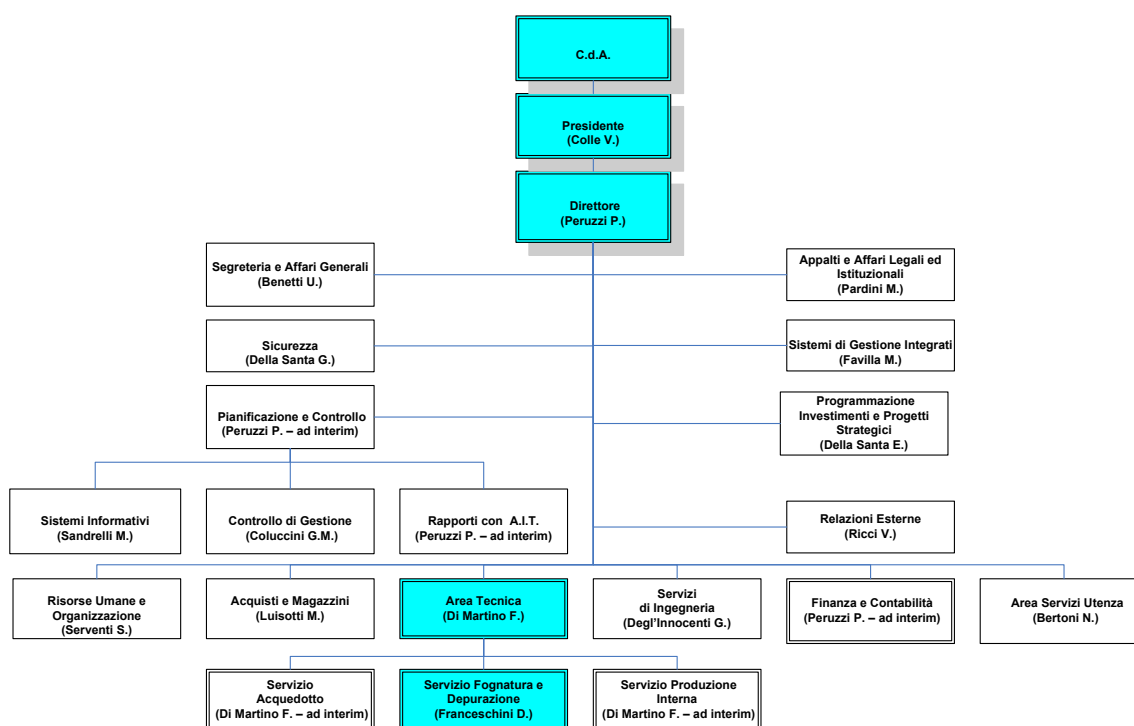 C.d.A.
Presidente
(Colle V.)
Direttore
(Peruzzi P.)
Segreteria e Affari Generali
(Benetti U.)
Appalti e Affari Legali ed
Istituzionali
(Pardini M.)
Sicurezza
(Della Santa G.)
Sistemi di Gestione Integrati
(Favilla M.)
Pianificazione e Controllo
(Peruzzi P. – ad interim)
Programmazione
Investimenti e Progetti
Strategici
(Della Santa E.)
Sistemi Informativi
(Sandrelli M.)
Controllo di Gestione
(Coluccini G.M.)
Rapporti con A.I.T.
(Peruzzi P. – ad interim)
Relazioni Esterne
(Ricci V.)
Risorse Umane e
Organizzazione
(Serventi S.)
Acquisti e Magazzini
(Luisotti M.)
Area Tecnica
(Di Martino F.)
Servizi
di Ingegneria
(Degl'Innocenti G.)
Finanza e Contabilità
(Peruzzi P. – ad interim)
Area Servizi Utenza
(Bertoni N.)
Servizio
Acquedotto
(Di Martino F. – ad interim)
Servizio Fognatura e
Depurazione
(Franceschini D.)
Servizio Produzione
Interna
(Di Martino F. – ad interim)